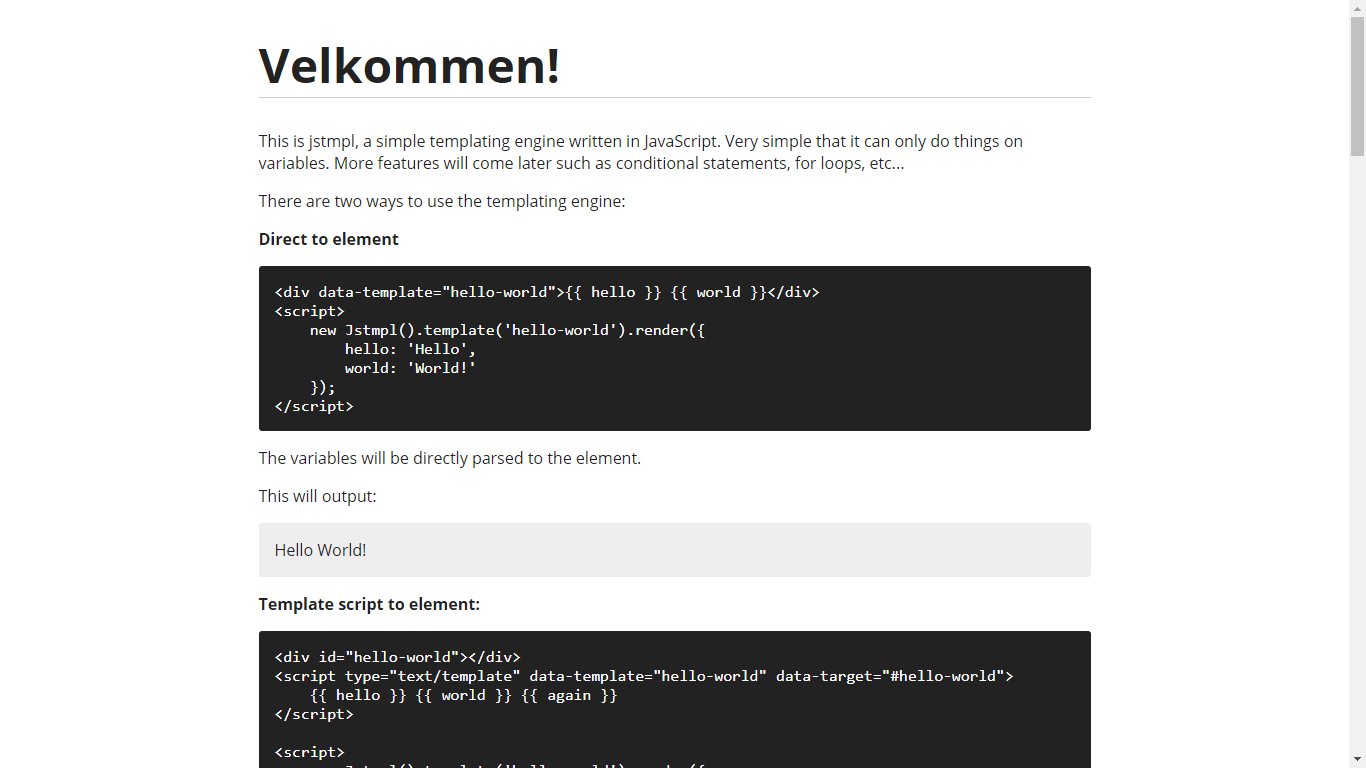 Velkommen!
This is jstmpl, a simple templating engine written in JavaScript. Very simple that it can only do things on
variables. More features will come later such as conditional statements, for loops, etc...
There are two ways to use the templating engine:
Direct to element
<div data-template="hello-world">{{ hello }} {{ world }}</div>
<script>
    new Jstmpl().template('hello-world').render({
        hello: 'Hello',
        world: 'World!'
    });
</script>
The variables will be directly parsed to the element.
This will output:
Hello World!
Template script to element:
<div id="hello-world"></div>
<script type="text/template" data-template="hello-world" data-target="#hello-world">
    {{ hello }} {{ world }} {{ again }}
</script>
<script>